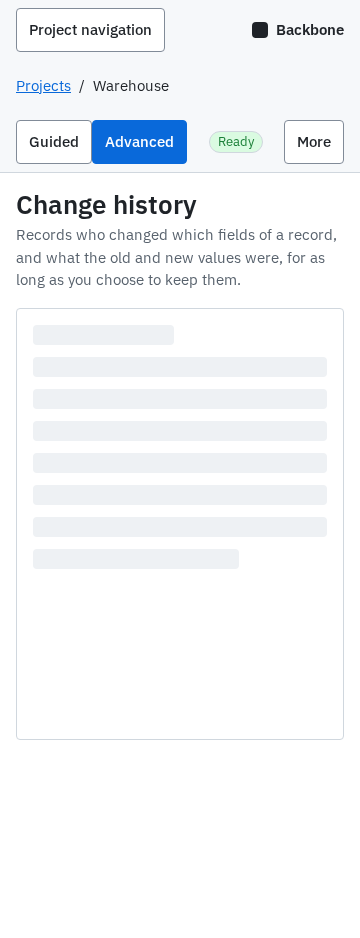 Project navigation
Backbone
Projects / Warehouse
Guided
Advanced
Ready
More
Change history
Records who changed which fields of a record,
and what the old and new values were, for as
long as you choose to keep them.